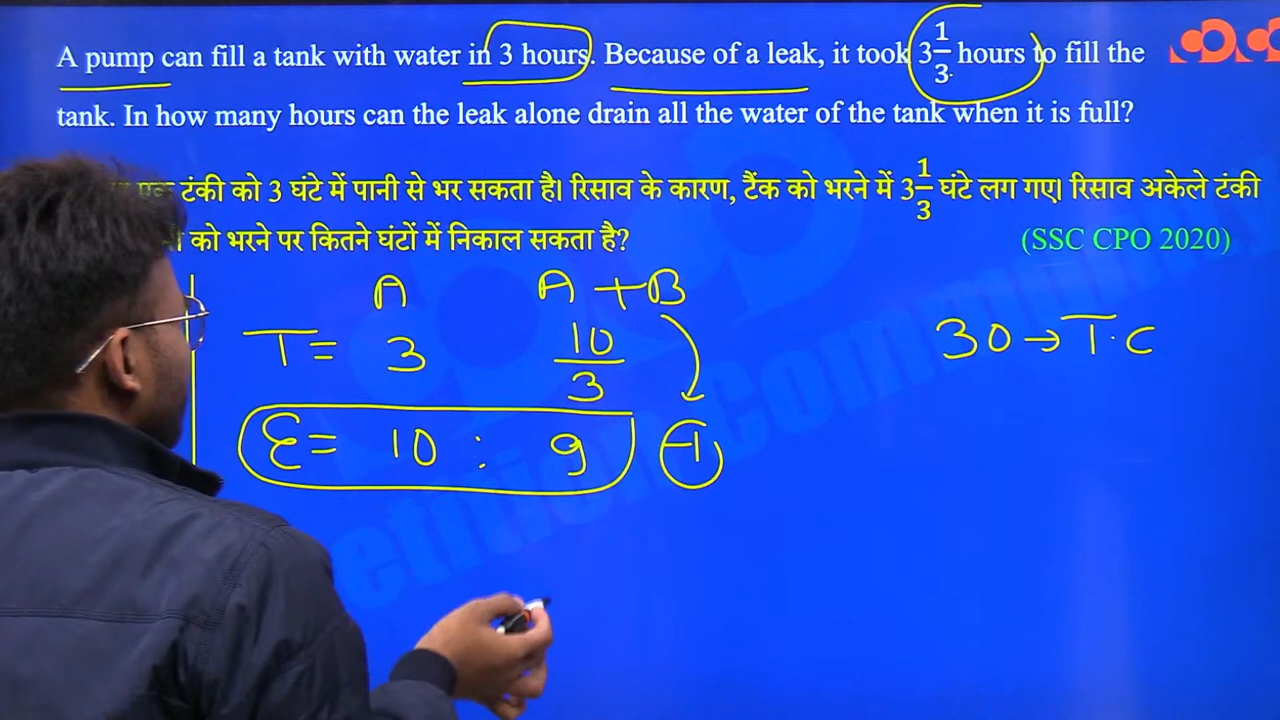 A pump can fill a tank with water in 3 hours. Because of a leak, it took 3 1/3 hours to fill the
tank. In how many hours can the leak alone drain all the water of the tank when it is full?
टंकी को 3 घंटे में पानी से भर सकता है। रिसाव के कारण, टैंक को भरने में 3 1/3 घंटे लग गए। रिसाव अकेले टंकी
को भरने पर कितने घंटों में निकाल सकता है?
(SSC CPO 2020)
A A + B
T = 3 10/3 30 → T.C
E = 10 : 9 -1